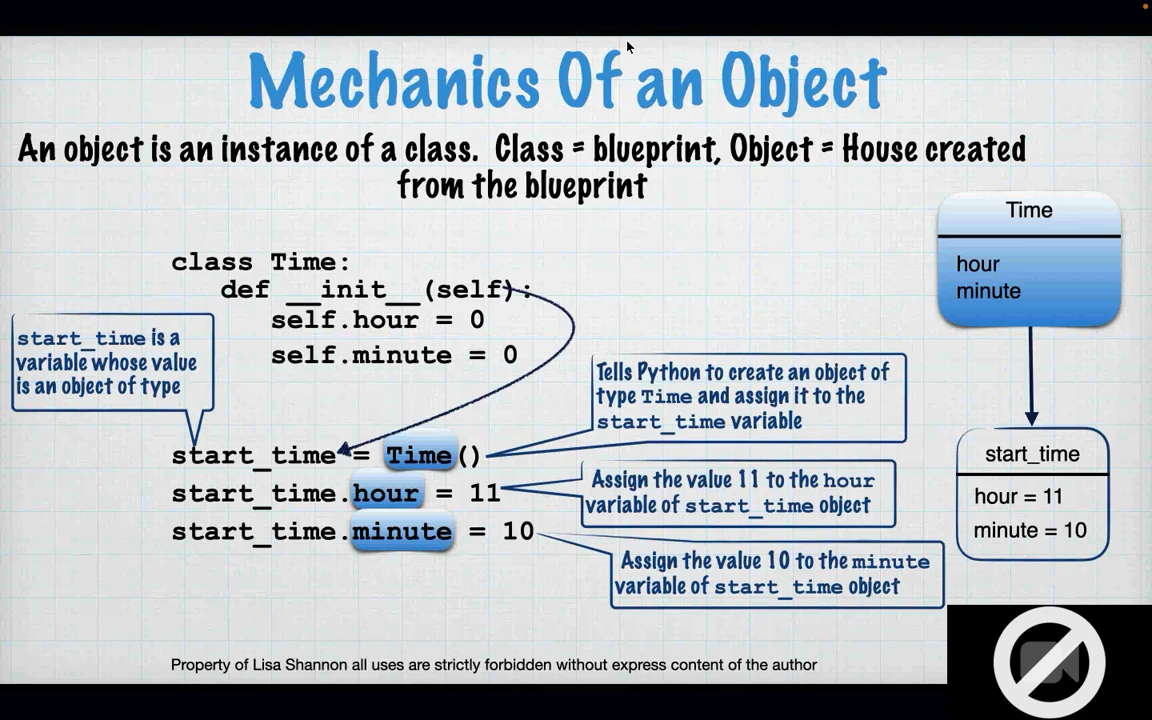 Mechanics Of an Object
An object is an instance of a class. Class = blueprint, Object = House created
from the blueprint
class Time:
def __init__(self):
self.hour = 0
self.minute = 0
start_time is a
variable whose value
is an object of type
Tells Python to create an object of
type Time and assign it to the
start_time variable
start_time = Time()
start_time.hour = 11
start_time.minute = 10
Assign the value 11 to the hour
variable of start_time object
Assign the value 10 to the minute
variable of start_time object
Time
hour
minute
start_time
hour = 11
minute = 10
Property of Lisa Shannon all uses are strictly forbidden without express content of the author